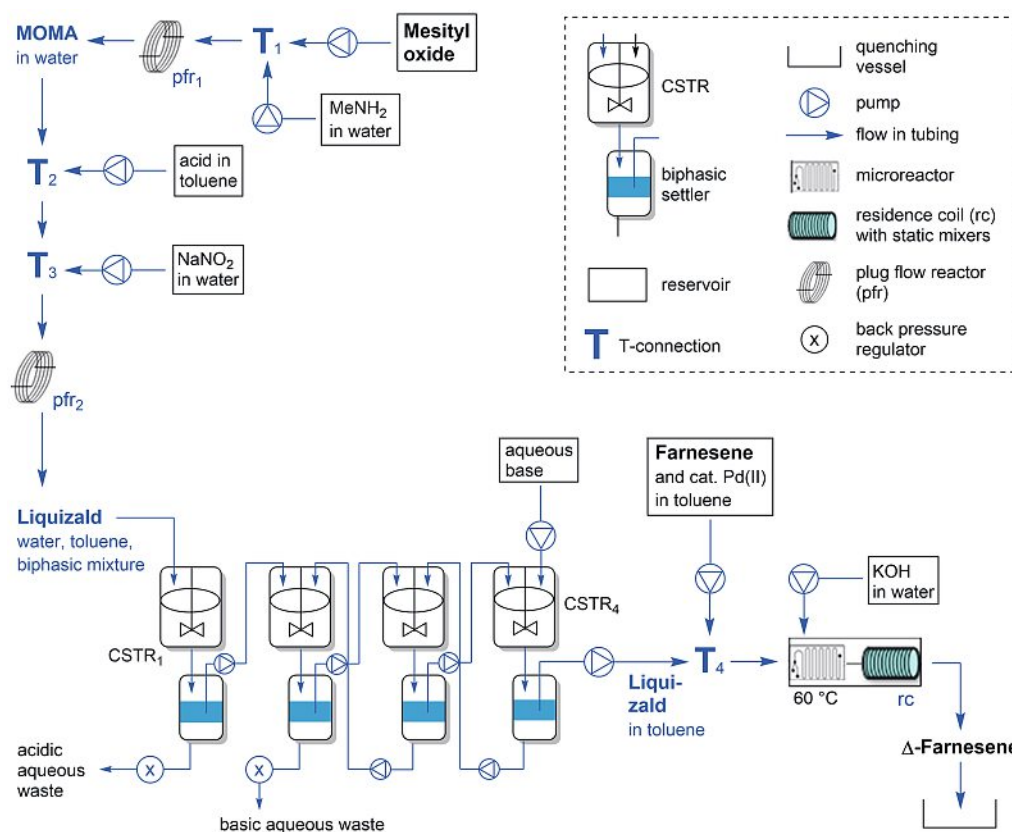 MOMA
in water
pfr₁
T₁
Mesityl
oxide
MeNH₂
in water
T₂
acid in
toluene
T₃
NaNO₂
in water
pfr₂
CSTR
biphasic
settler
reservoir
T
T-connection
quenching
vessel
pump
flow in tubing
microreactor
residence coil (rc)
with static mixers
plug flow reactor
(pfr)
x
back pressure
regulator
Liquizald
water, toluene,
biphasic mixture
CSTR₁
aqueous
base
CSTR₄
Farnesene
and cat. Pd(II)
in toluene
KOH
in water
Liqui-
zald
in toluene
T₄
60 °C
rc
Δ-Farnesene
acidic
aqueous
waste
x
x
basic aqueous waste